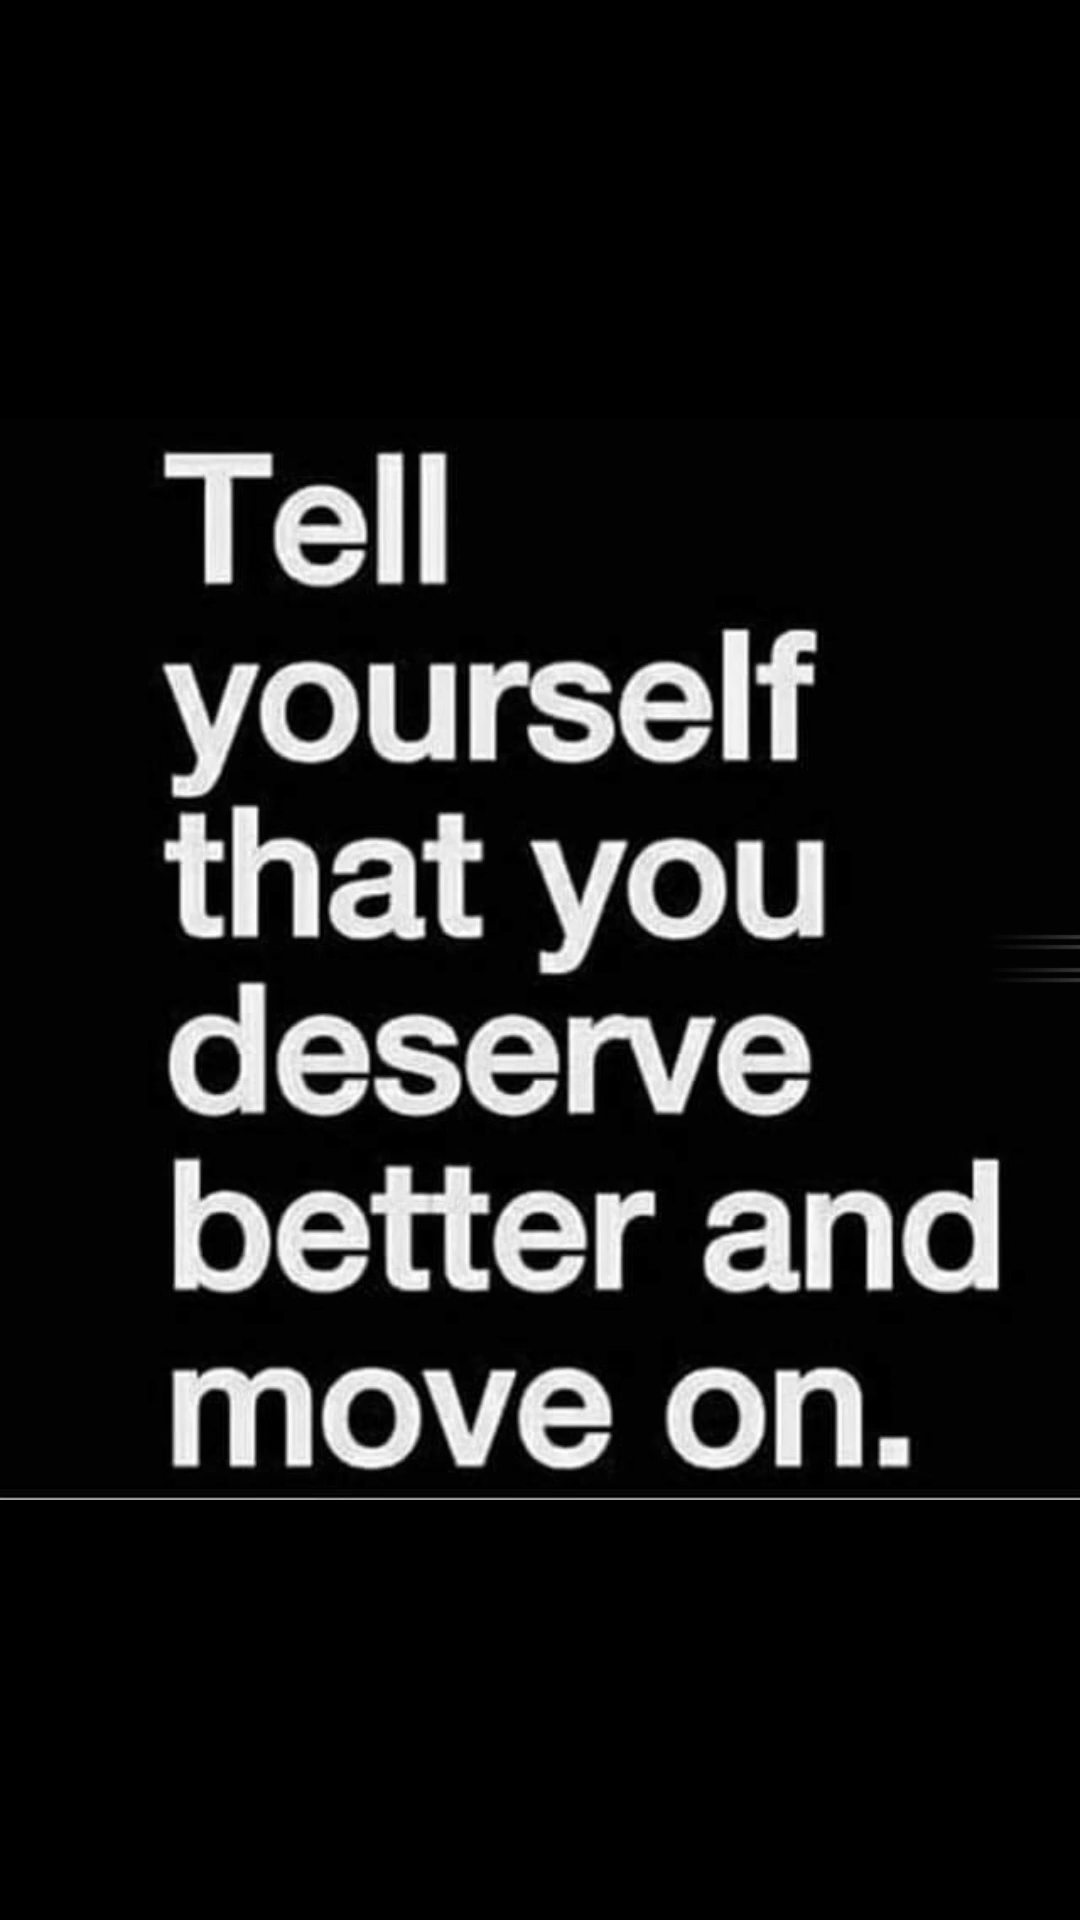 Tell
yourself
that you
deserve
better and
move on.